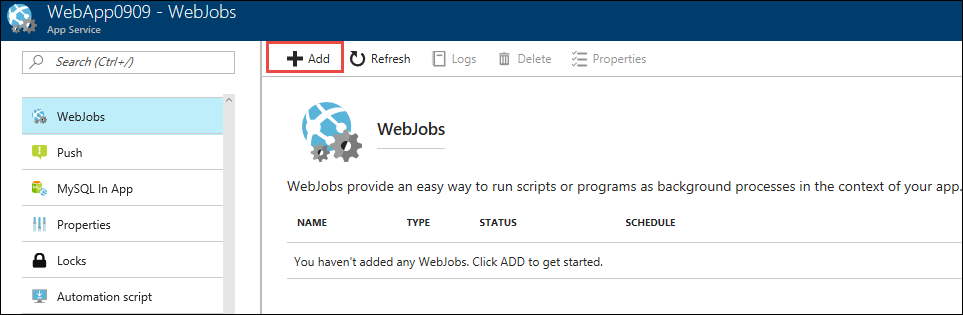 WebApp0909 - WebJobs
App Service
Search (Ctrl+/)
WebJobs
Push
MySQL In App
Properties
Locks
Automation script
Add Refresh Logs Delete Properties
WebJobs
WebJobs provide an easy way to run scripts or programs as background processes in the context of your app.
NAME TYPE STATUS SCHEDULE
You haven't added any WebJobs. Click ADD to get started.